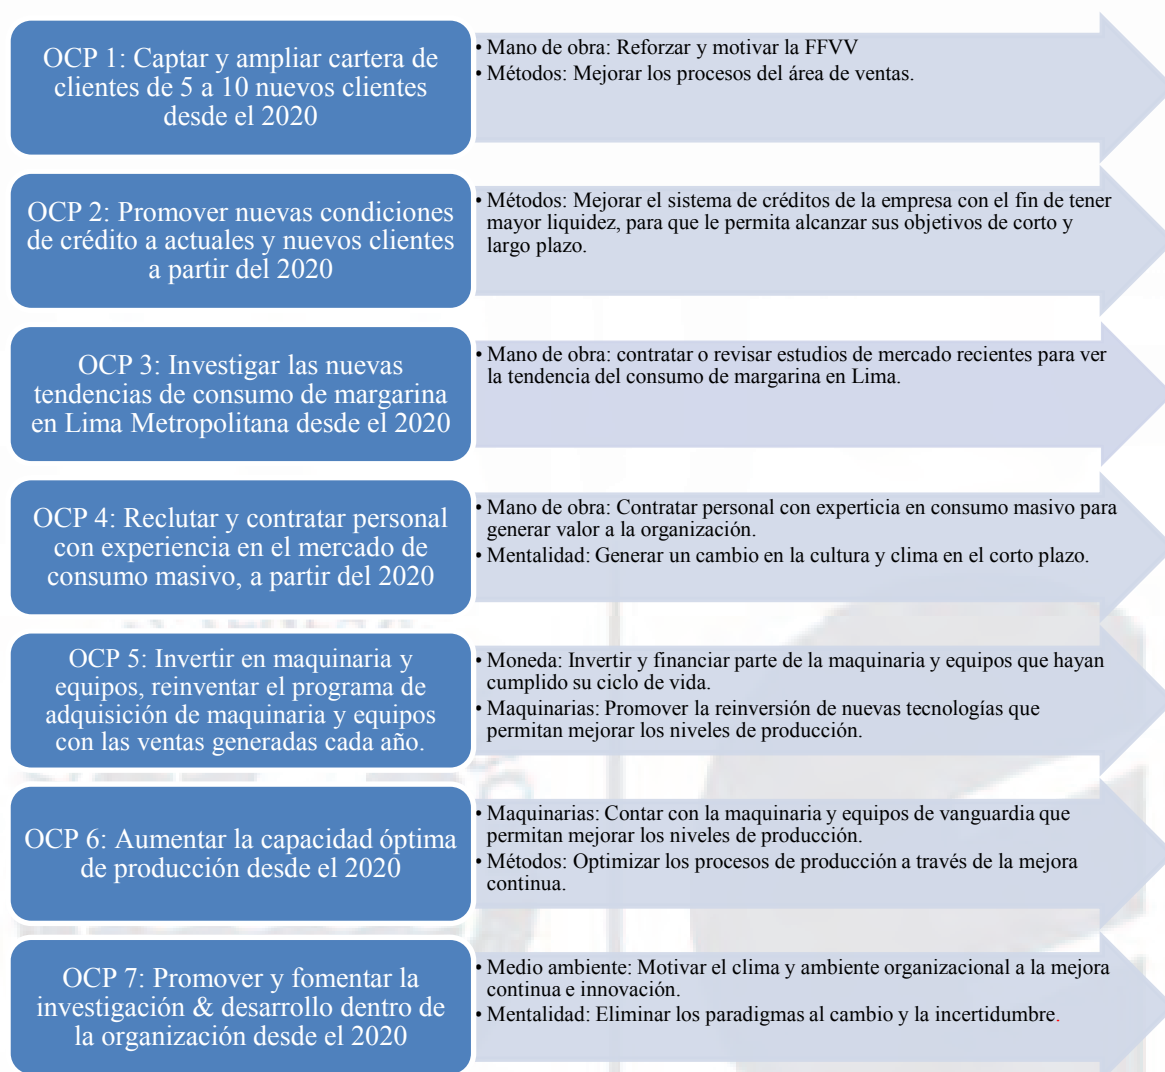 OCP 1: Captar y ampliar cartera de
clientes de 5 a 10 nuevos clientes
desde el 2020
• Mano de obra: Reforzar y motivar la FFVV
• Métodos: Mejorar los procesos del área de ventas.
OCP 2: Promover nuevas condiciones
de crédito a actuales y nuevos clientes
a partir del 2020
• Métodos: Mejorar el sistema de créditos de la empresa con el fin de tener
mayor liquidez, para que le permita alcanzar sus objetivos de corto y
largo plazo.
OCP 3: Investigar las nuevas
tendencias de consumo de margarina
en Lima Metropolitana desde el 2020
• Mano de obra: contratar o revisar estudios de mercado recientes para ver
la tendencia del consumo de margarina en Lima.
OCP 4: Reclutar y contratar personal
con experiencia en el mercado de
consumo masivo, a partir del 2020
• Mano de obra: Contratar personal con experticia en consumo masivo para
generar valor a la organización.
• Mentalidad: Generar un cambio en la cultura y clima en el corto plazo.
OCP 5: Invertir en maquinaria y
equipos, reinventar el programa de
adquisición de maquinaria y equipos
con las ventas generadas cada año.
• Moneda: Invertir y financiar parte de la maquinaria y equipos que hayan
cumplido su ciclo de vida.
• Maquinarias: Promover la reinversión de nuevas tecnologías que
permitan mejorar los niveles de producción.
OCP 6: Aumentar la capacidad óptima
de producción desde el 2020
• Maquinarias: Contar con la maquinaria y equipos de vanguardia que
permitan mejorar los niveles de producción.
• Métodos: Optimizar los procesos de producción a través de la mejora
continua.
OCP 7: Promover y fomentar la
investigación & desarrollo dentro de
la organización desde el 2020
• Medio ambiente: Motivar el clima y ambiente organizacional a la mejora
continua e innovación.
• Mentalidad: Eliminar los paradigmas al cambio y la incertidumbre.